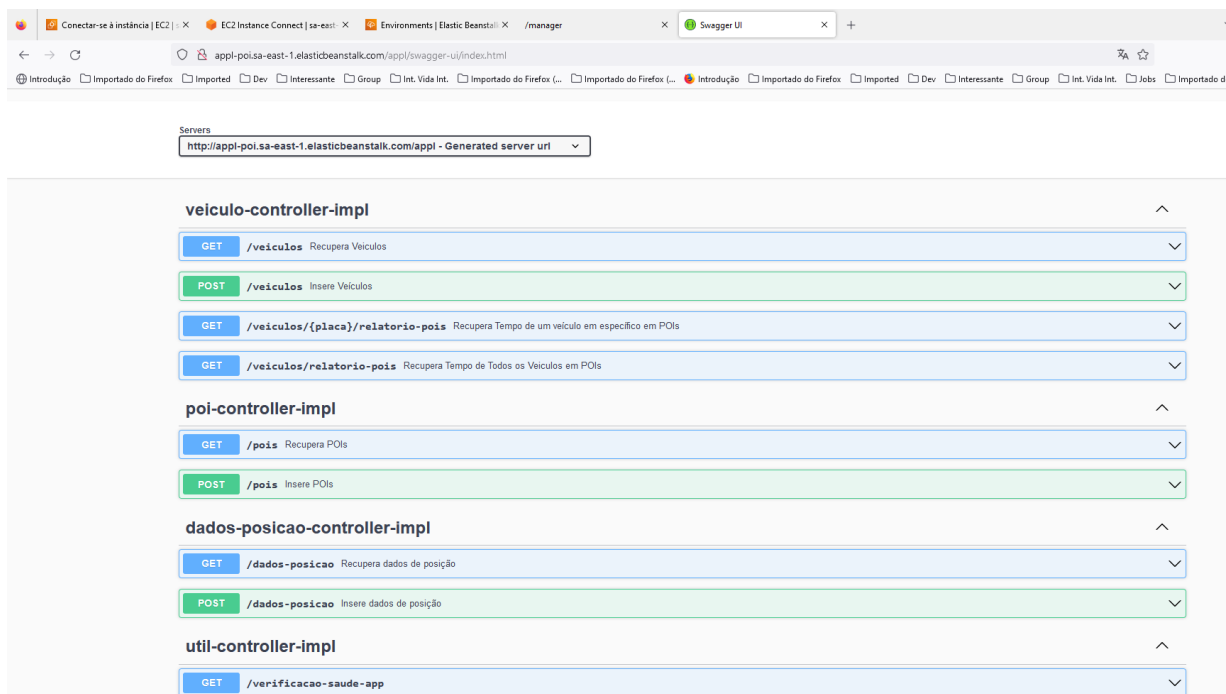 Conectar-se à instância | EC2 | s
EC2 Instance Connect | sa-east-
Environments | Elastic Beanstalk
/manager
Swagger UI
appl-poi.sa-east-1.elasticbeanstalk.com/appl/swagger-ui/index.html
Introdução Importado do Firefox Imported Dev Interessante Group Int. Vida Int. Importado do Firefox (... Importado do Firefox (... Introdução Importado do Firefox Imported Dev Interessante Group Int. Vida Int. Jobs Importado d
Servers
http://appl-poi.sa-east-1.elasticbeanstalk.com/appl - Generated server url
veiculo-controller-impl
GET /veiculos Recupera Veiculos
POST /veiculos Insere Veículos
GET /veiculos/{placa}/relatorio-pois Recupera Tempo de um veículo em específico em POIs
GET /veiculos/relatorio-pois Recupera Tempo de Todos os Veiculos em POIs
poi-controller-impl
GET /pois Recupera POIs
POST /pois Insere POIs
dados-posicao-controller-impl
GET /dados-posicao Recupera dados de posição
POST /dados-posicao Insere dados de posição
util-controller-impl
GET /verificacao-saude-app